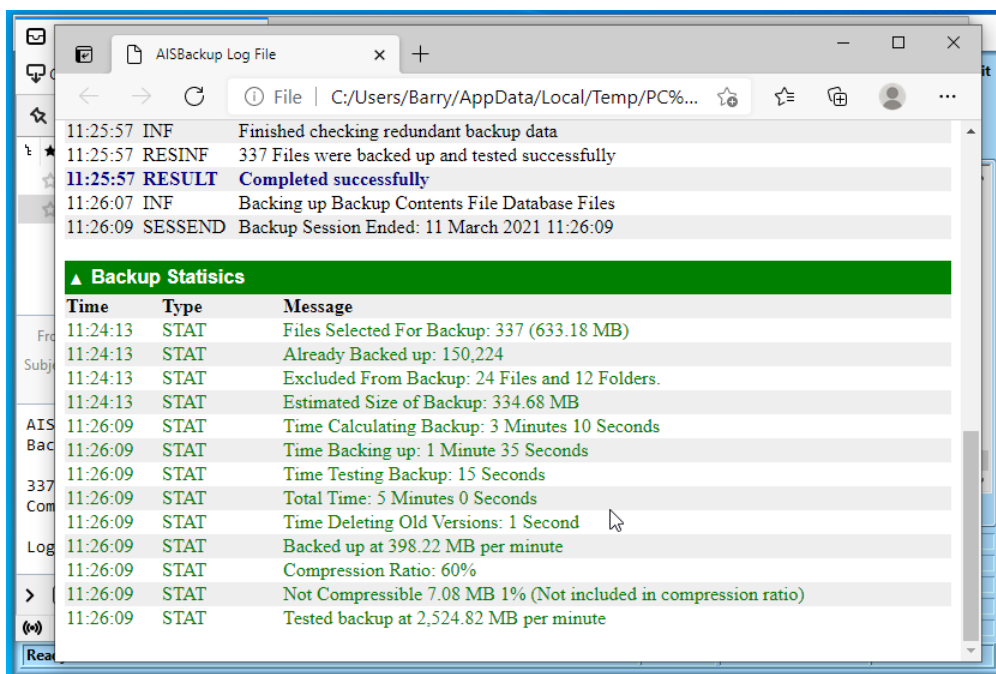 AISBackup Log File
it
File | C:/Users/Barry/AppData/Local/Temp/PC%...
11:25:57 INF Finished checking redundant backup data
11:25:57 RESINF 337 Files were backed up and tested successfully
11:25:57 RESULT Completed successfully
11:26:07 INF Backing up Backup Contents File Database Files
11:26:09 SESSEND Backup Session Ended: 11 March 2021 11:26:09
▲ Backup Statisics
Time Type Message
11:24:13 STAT Files Selected For Backup: 337 (633.18 MB)
Fro
11:24:13 STAT Already Backed up: 150,224
Subje
11:24:13 STAT Excluded From Backup: 24 Files and 12 Folders.
11:24:13 STAT Estimated Size of Backup: 334.68 MB
AIS
11:26:09 STAT Time Calculating Backup: 3 Minutes 10 Seconds
Bac
11:26:09 STAT Time Backing up: 1 Minute 35 Seconds
11:26:09 STAT Time Testing Backup: 15 Seconds
337
11:26:09 STAT Total Time: 5 Minutes 0 Seconds
Com
11:26:09 STAT Time Deleting Old Versions: 1 Second
Log
11:26:09 STAT Backed up at 398.22 MB per minute
11:26:09 STAT Compression Ratio: 60%
11:26:09 STAT Not Compressible 7.08 MB 1% (Not included in compression ratio)
11:26:09 STAT Tested backup at 2,524.82 MB per minute
Read